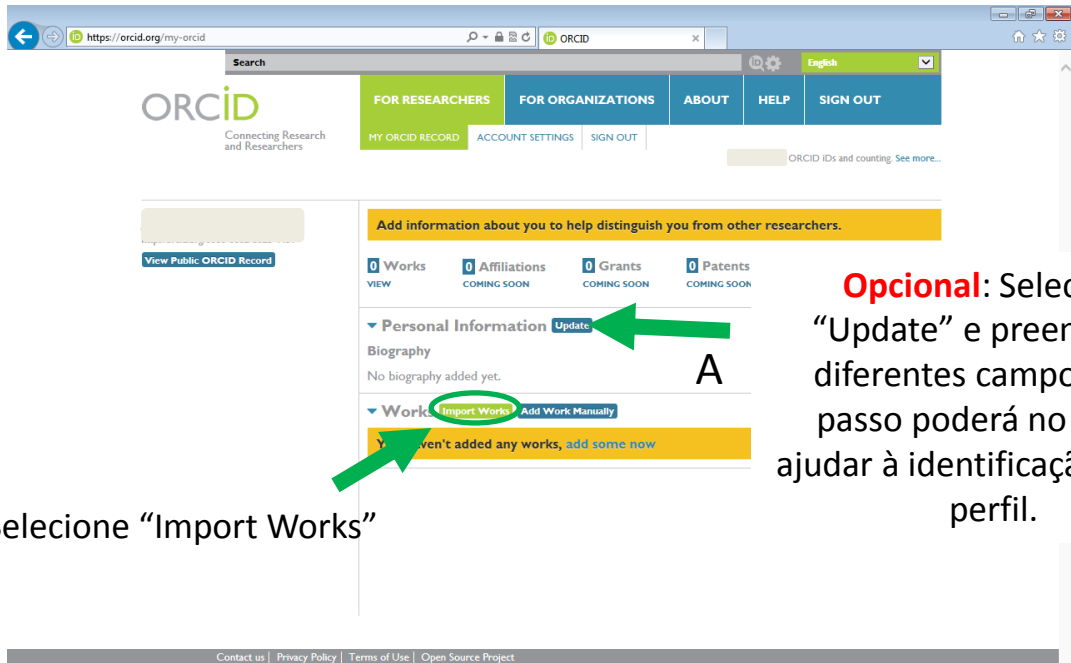 https://orcid.org/my-orcid ORCID
Search English
ORCID
Connecting Research
and Researchers
FOR RESEARCHERS FOR ORGANIZATIONS ABOUT HELP SIGN OUT
MY ORCID RECORD ACCOUNT SETTINGS SIGN OUT
ORCID iDs and counting. See more...
View Public ORCID Record
Add information about you to help distinguish you from other researchers.
0 Works 0 Affiliations 0 Grants 0 Patents
VIEW COMING SOON COMING SOON COMING SOON
Personal Information Update
Biography
No biography added yet.
A
Works Import Works Add Work Manually
haven't added any works, add some now
Opcional: Selec
“Update” e preen
diferentes campo
passo poderá no
ajudar à identificaçã
perfil.
elecione “Import Works”
Contact us | Privacy Policy | Terms of Use | Open Source Project